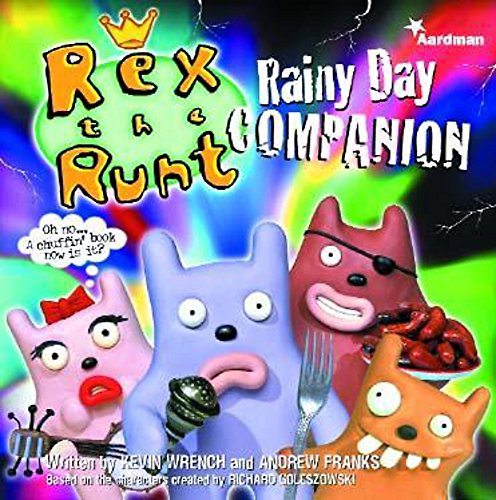 Aardman
Rex
the
Runt
Rainy Day
COMPANION
Oh no...
A chuffin' book
now is it?
Written by KEVIN WRENCH and ANDREW FRANKS
Based on the characters created by RICHARD GOLESZOWSKI